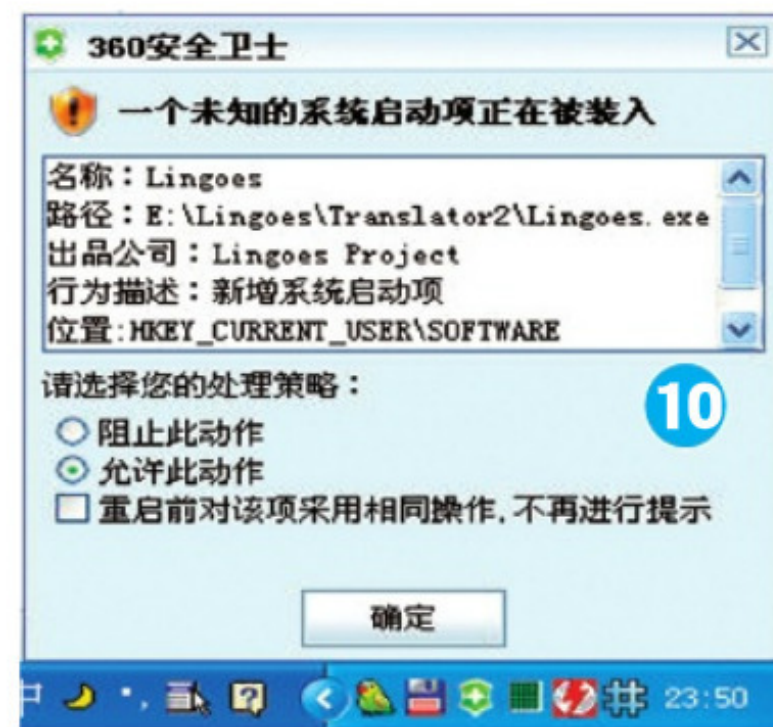 360安全卫士
一个未知的系统启动项正在被装入
名称：Lingoes
路径：E:\Lingoes\Translator2\Lingoes.exe
出品公司：Lingoes Project
行为描述：新增系统启动项
位置:HKEY_CURRENT_USER\SOFTWARE
请选择您的处理策略：
10
阻止此动作
允许此动作
重启前对该项采用相同操作,不再进行提示
确定
中 23:50